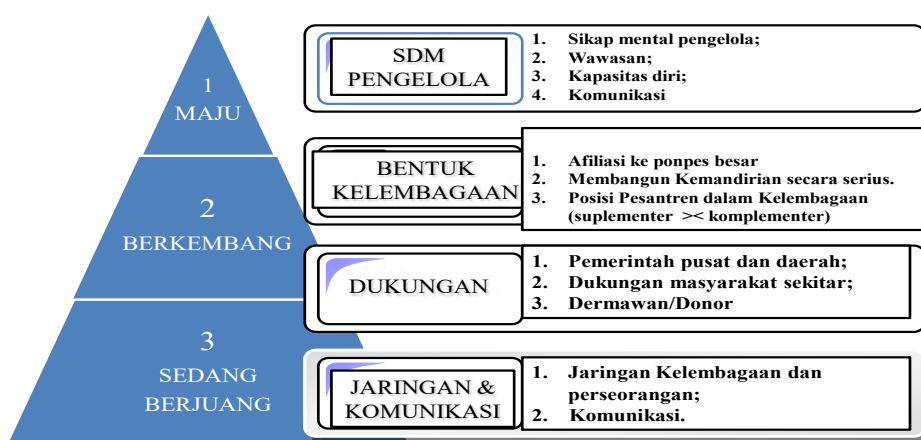 1
MAJU
2
BERKEMBANG
3
SEDANG
BERJUANG
SDM
PENGELOLA
1. Sikap mental pengelola;
2. Wawasan;
3. Kapasitas diri;
4. Komunikasi
BENTUK
KELEMBAGAAN
1. Afiliasi ke ponpes besar
2. Membangun Kemandirian secara serius.
3. Posisi Pesantren dalam Kelembagaan
(suplementer >< komplementer)
DUKUNGAN
1. Pemerintah pusat dan daerah;
2. Dukungan masyarakat sekitar;
3. Dermawan/Donor
JARINGAN &
KOMUNIKASI
1. Jaringan Kelembagaan dan
perseorangan;
2. Komunikasi.